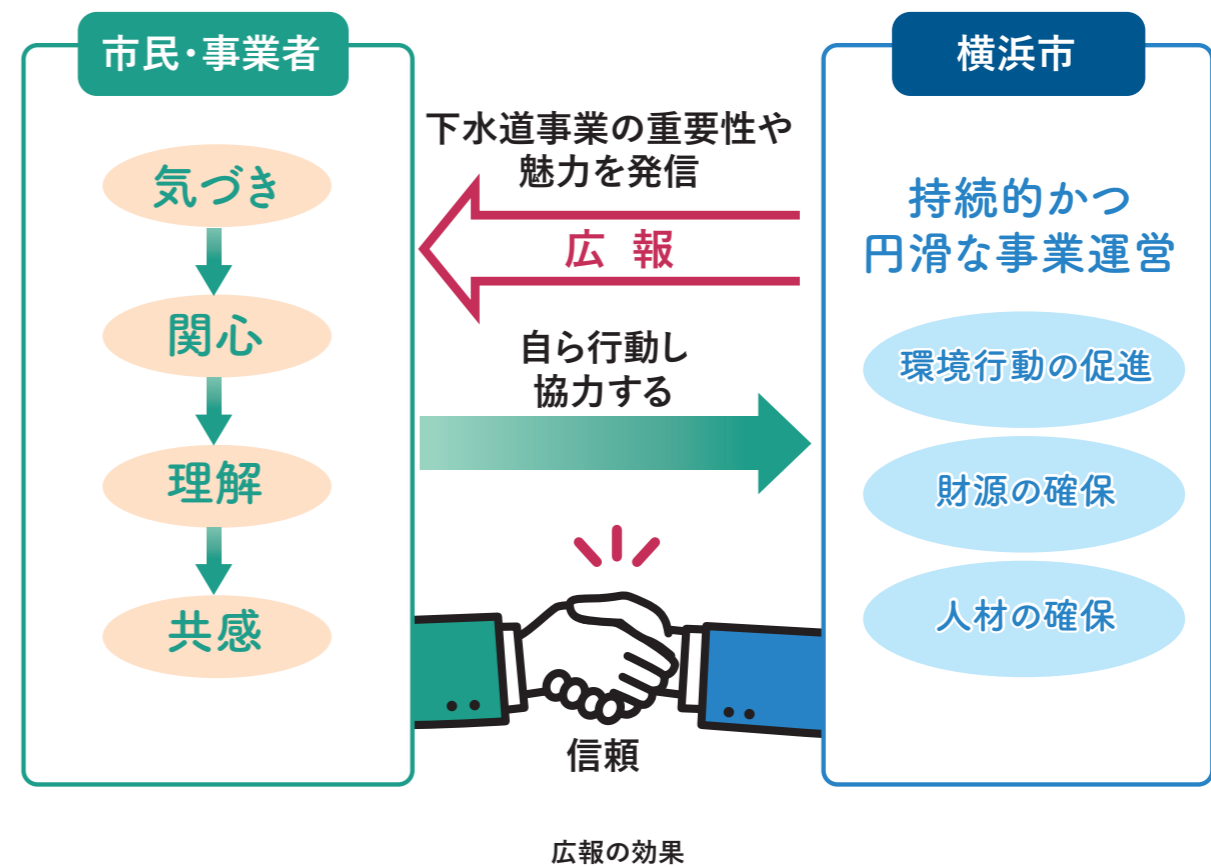 市民・事業者
気づき
関心
理解
共感
下水道事業の重要性や
魅力を発信
広 報
自ら行動し
協力する
信頼
横浜市
持続的かつ
円滑な事業運営
環境行動の促進
財源の確保
人材の確保
広報の効果